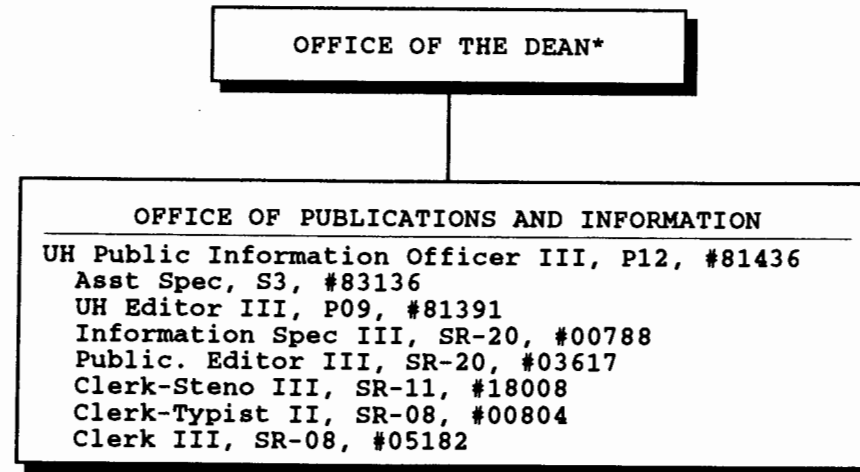 OFFICE OF THE DEAN*
OFFICE OF PUBLICATIONS AND INFORMATION
UH Public Information Officer III, P12, #81436
Asst Spec, S3, #83136
UH Editor III, P09, #81391
Information Spec III, SR-20, #00788
Public. Editor III, SR-20, #03617
Clerk-Steno III, SR-11, #18008
Clerk-Typist II, SR-08, #00804
Clerk III, SR-08, #05182